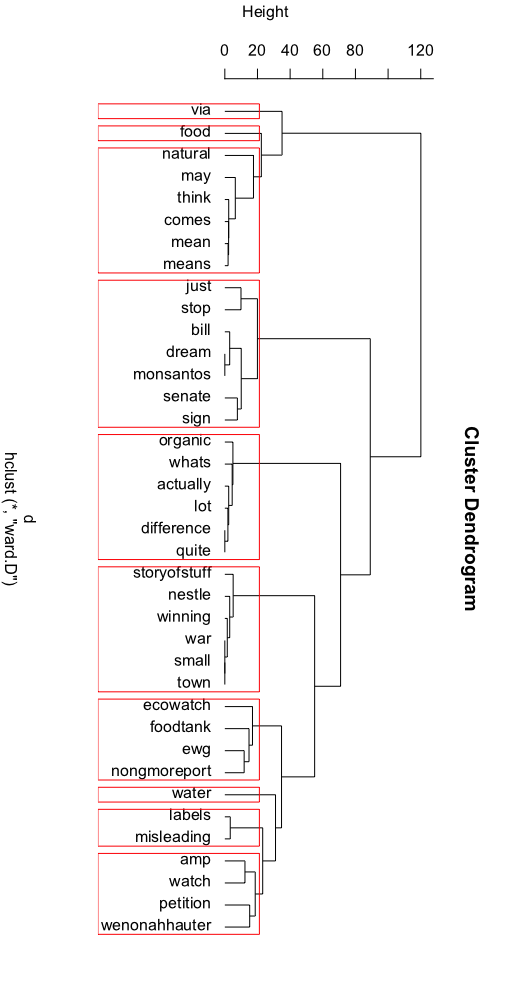 Height
0 20 40 60 80 120
via
food
natural
may
think
comes
mean
means
just
stop
bill
dream
monsantos
senate
sign
organic
whats
actually
lot
difference
quite
storyofstuff
nestle
winning
war
small
town
ecowatch
foodtank
ewg
nongmoreport
water
labels
misleading
amp
watch
petition
wenonahhauter
Cluster Dendrogram
d
hclust (*, "ward.D")